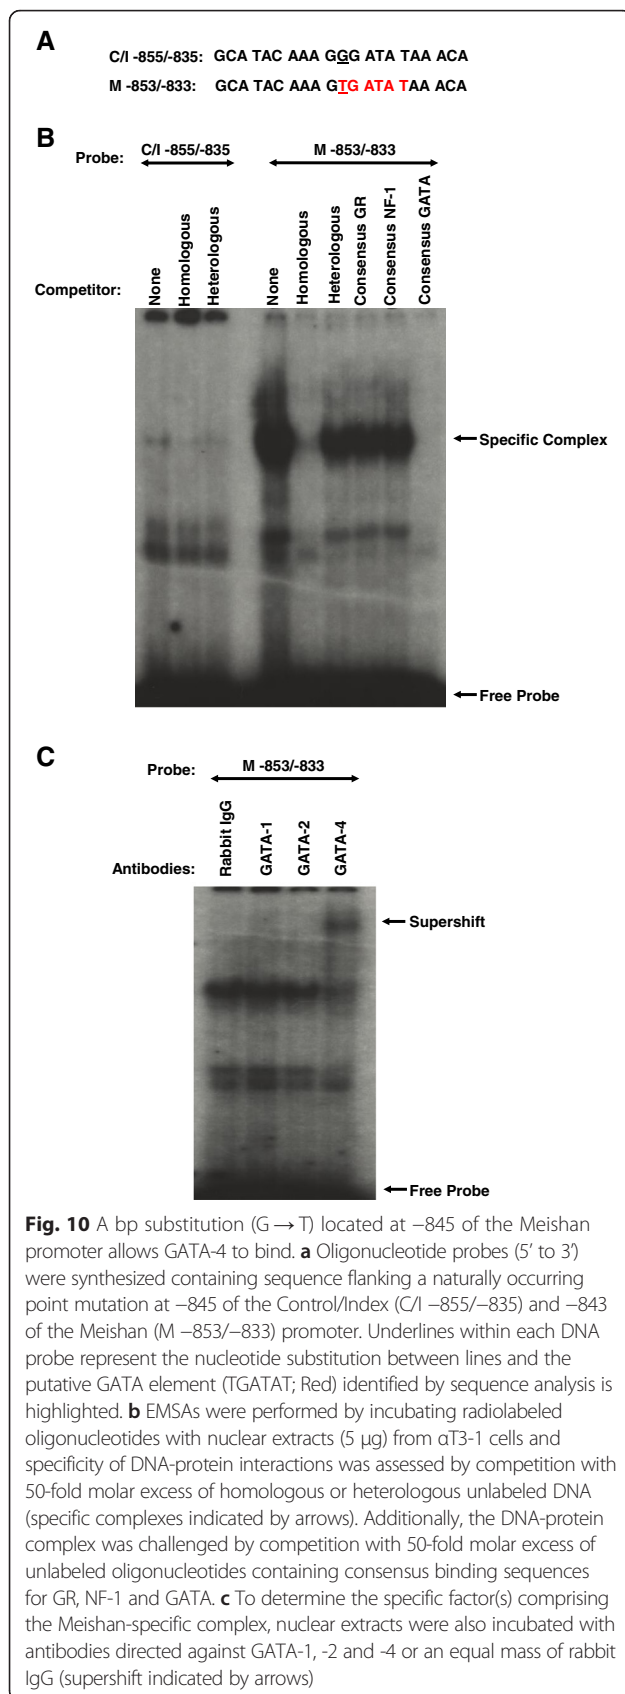 A
C/I -855/-835: GCA TAC AAA GGG ATA TAA ACA
M -853/-833: GCA TAC AAA GTG ATAT TAA ACA
B
Probe: C/I -855/-835 M -853/-833
Competitor: None Homologous Heterologous None Homologous Heterologous Consensus GR Consensus NF-1 Consensus GATA
Specific Complex
Free Probe
C
Probe: M -853/-833
Antibodies: Rabbit IgG GATA-1 GATA-2 GATA-4
Supershift
Free Probe
Fig. 10 A bp substitution (G → T) located at −845 of the Meishan
promoter allows GATA-4 to bind. a Oligonucleotide probes (5′ to 3′)
were synthesized containing sequence flanking a naturally occurring
point mutation at −845 of the Control/Index (C/I −855/−835) and −843
of the Meishan (M −853/−833) promoter. Underlines within each DNA
probe represent the nucleotide substitution between lines and the
putative GATA element (TGATAT; Red) identified by sequence analysis is
highlighted. b EMSAs were performed by incubating radiolabeled
oligonucleotides with nuclear extracts (5 μg) from αT3-1 cells and
specificity of DNA-protein interactions was assessed by competition with
50-fold molar excess of homologous or heterologous unlabeled DNA
(specific complexes indicated by arrows). Additionally, the DNA-protein
complex was challenged by competition with 50-fold molar excess of
unlabeled oligonucleotides containing consensus binding sequences
for GR, NF-1 and GATA. c To determine the specific factor(s) comprising
the Meishan-specific complex, nuclear extracts were also incubated with
antibodies directed against GATA-1, -2 and -4 or an equal mass of rabbit
IgG (supershift indicated by arrows)